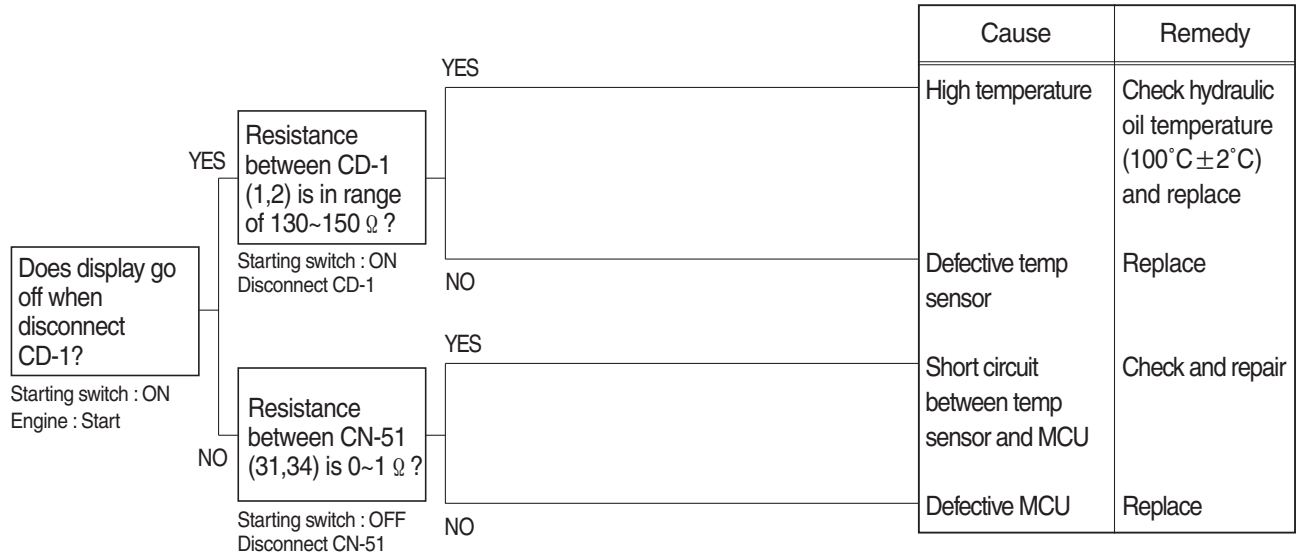 Cause
Remedy
YES
High temperature
Check hydraulic
oil temperature
(100˚C±2˚C)
and replace
YES
Resistance
between CD-1
(1,2) is in range
of 130~150 Ω ?
Starting switch : ON
Disconnect CD-1
NO
Defective temp
sensor
Replace
Does display go
off when
disconnect
CD-1?
Starting switch : ON
Engine : Start
YES
Short circuit
between temp
sensor and MCU
Check and repair
NO
Resistance
between CN-51
(31,34) is 0~1 Ω ?
Starting switch : OFF
Disconnect CN-51
NO
Defective MCU
Replace